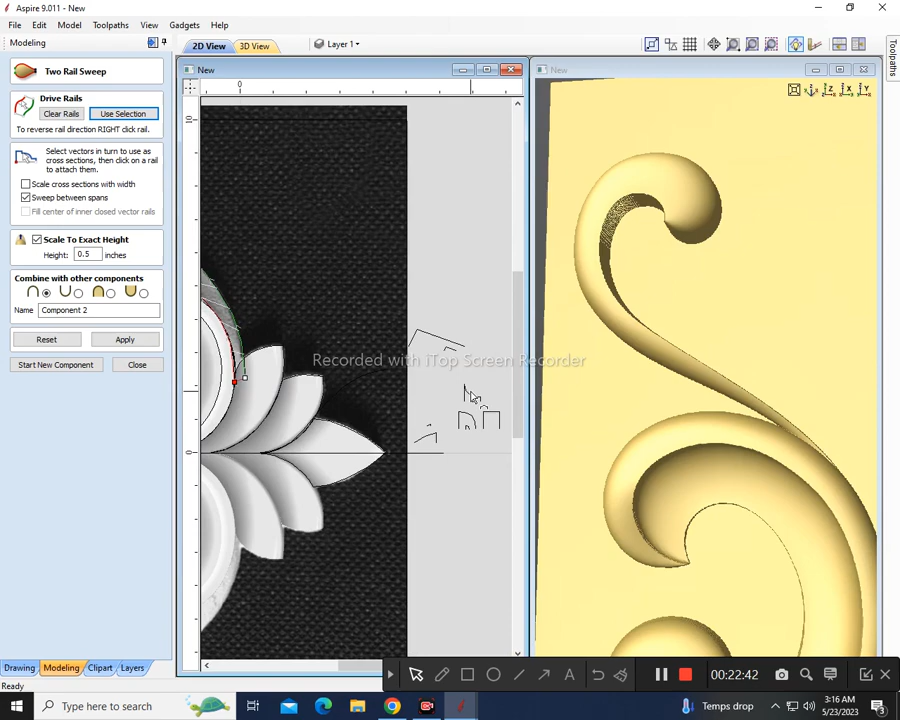 Aspire 9.011 - New
File Edit Model Toolpaths View Gadgets Help
Modeling
2D View 3D View Layer 1
Two Rail Sweep
New
New
Toolpaths
Drive Rails
Clear Rails Use Selection
To reverse rail direction RIGHT click rail.
Select vectors in turn to use as
cross sections, then click on a rail
to attach them.
Scale cross sections with width
Sweep between spans
Fill center of inner closed vector rails
Scale To Exact Height
Height: 0.5 inches
Combine with other components
Name Component 2
Reset Apply
Start New Component Close
0
10
0
Recorded with iTop Screen Recorder
Drawing Modeling Clipart Layers
Ready
00:22:42
Type here to search
Temps drop
3:16 AM
5/23/2023
3